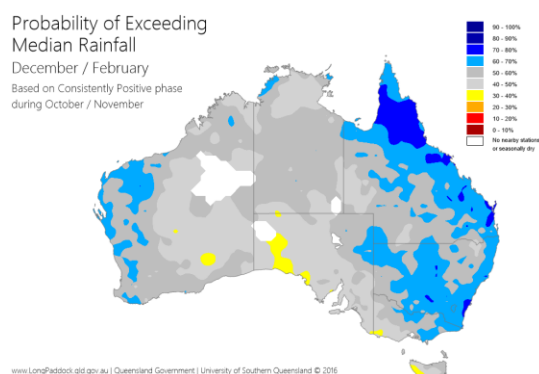 Probability of Exceeding
Median Rainfall
December / February
Based on Consistently Positive phase
during October / November
90 - 100%
80 - 90%
70 - 80%
60 - 70%
50 - 60%
40 - 50%
30 - 40%
20 - 30%
10 - 20%
0 - 10%
No nearby stations
or seasonally dry
www.LongPaddock.qld.gov.au | Queensland Government | University of Southern Queensland © 2016